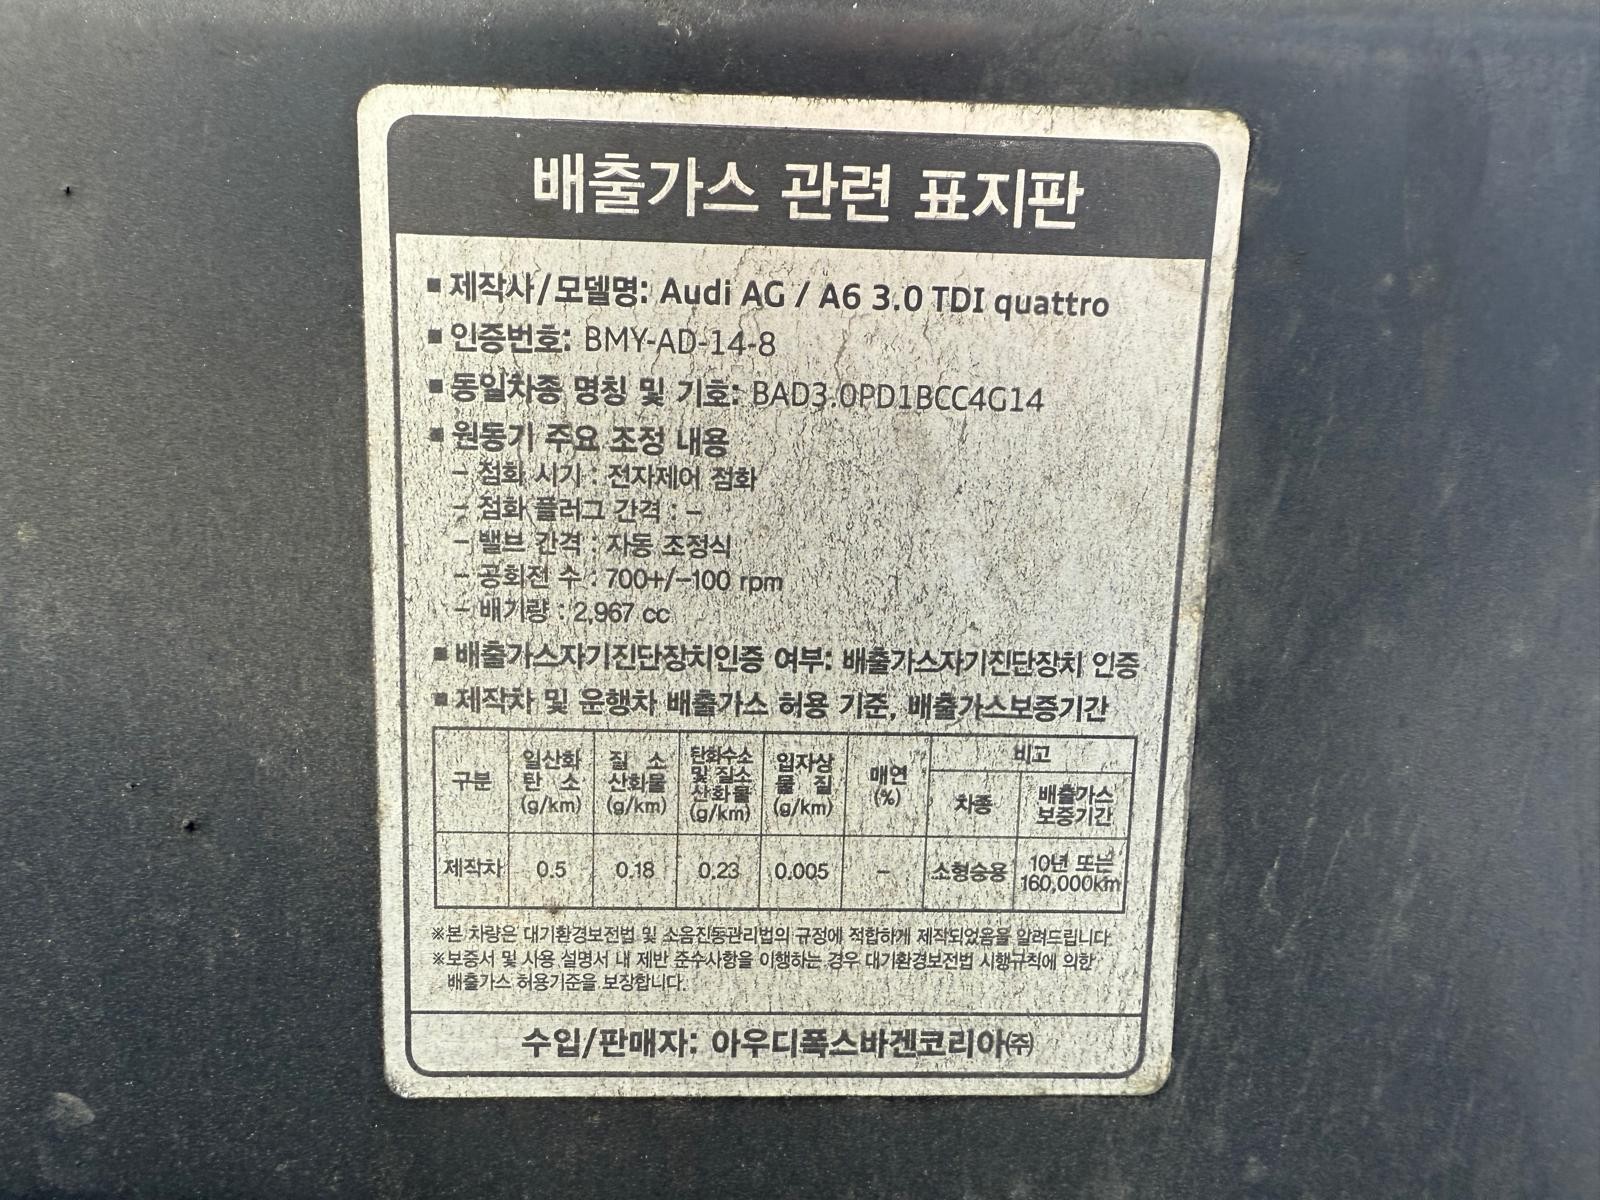 배출가스 관련 표지판
▪ 제작사/모델명: Audi AG / A6 3.0 TDI quattro
▪ 인증번호: BMY-AD-14-8
▪ 동일차종 명칭 및 기호: BAD3.0PD1BCC4G14
▪ 원동기 주요 조정 내용
– 점화 시기 : 전자제어 점화
– 점화 플러그 간격 : –
– 밸브 간격 : 자동 조정식
– 공회전 수 : 700+/–100 rpm
– 배기량 : 2,967 cc
▪ 배출가스자기진단장치인증 여부: 배출가스자기진단장치 인증
▪ 제작차 및 운행차 배출가스 허용 기준, 배출가스보증기간
구분
일산화
탄 소
(g/km)
질 소
산화물
(g/km)
탄화수소
및 질소
산화물
(g/km)
입자상
물 질
(g/km)
매연
(%)
비고
차종
배출가스
보증기간
제작차 0.5 0.18 0.23 0.005 – 소형승용 10년 또는
160,000km
※본 차량은 대기환경보전법 및 소음진동관리법의 규정에 적합하게 제작되었음을 알려드립니다.
※보증서 및 사용 설명서 내 제반 준수사항을 이행하는 경우 대기환경보전법 시행규칙에 의한
배출가스 허용기준을 보장합니다.
수입/판매자: 아우디폭스바겐코리아㈜